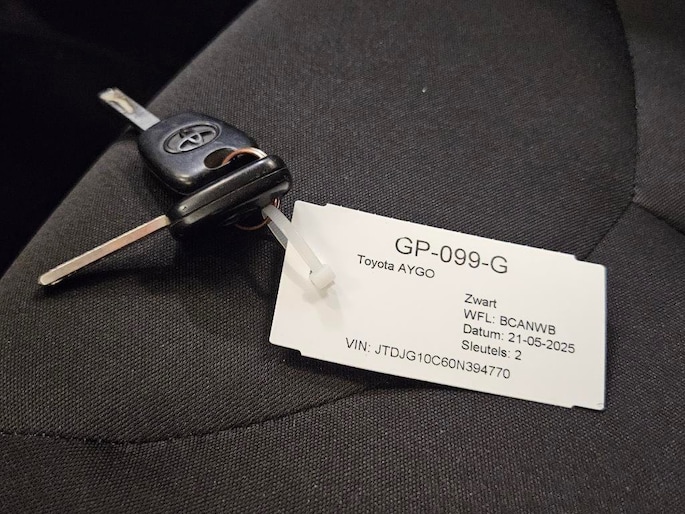 GP-099-G
Toyota AYGO
Zwart
WFL: BCANWB
Datum: 21-05-2025
Sleutels: 2
VIN: JTDJG10C60N394770